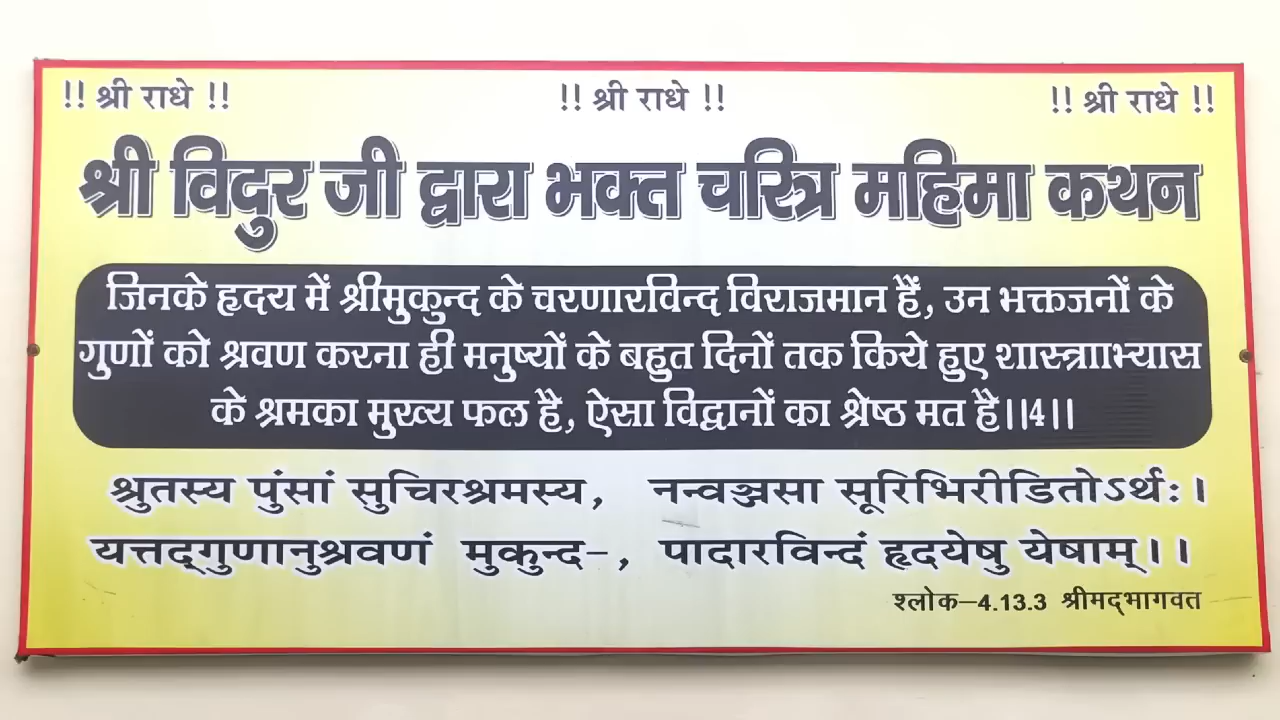 !! श्री राधे !! !! श्री राधे !! !! श्री राधे !!
श्री विदुर जी द्वारा भक्त चरित्र महिमा कथन
जिनके हृदय में श्रीमुकुन्द के चरणारविन्द विराजमान हैं, उन भक्तजनों के
गुणों को श्रवण करना ही मनुष्यों के बहुत दिनों तक किये हुए शास्त्रााभ्यास
के श्रमका मुख्य फल है, ऐसा विद्वानों का श्रेष्ठ मत है।।4।।
श्रुतस्य पुंसां सुचिरश्रमस्य, नन्वञ्जसा सूरिभिरीडितोऽर्थः।
यत्तद्गुणानुश्रवणं मुकुन्द-, पादारविन्दं हृदयेषु येषाम्।।
श्लोक–4.13.3 श्रीमद्भागवत